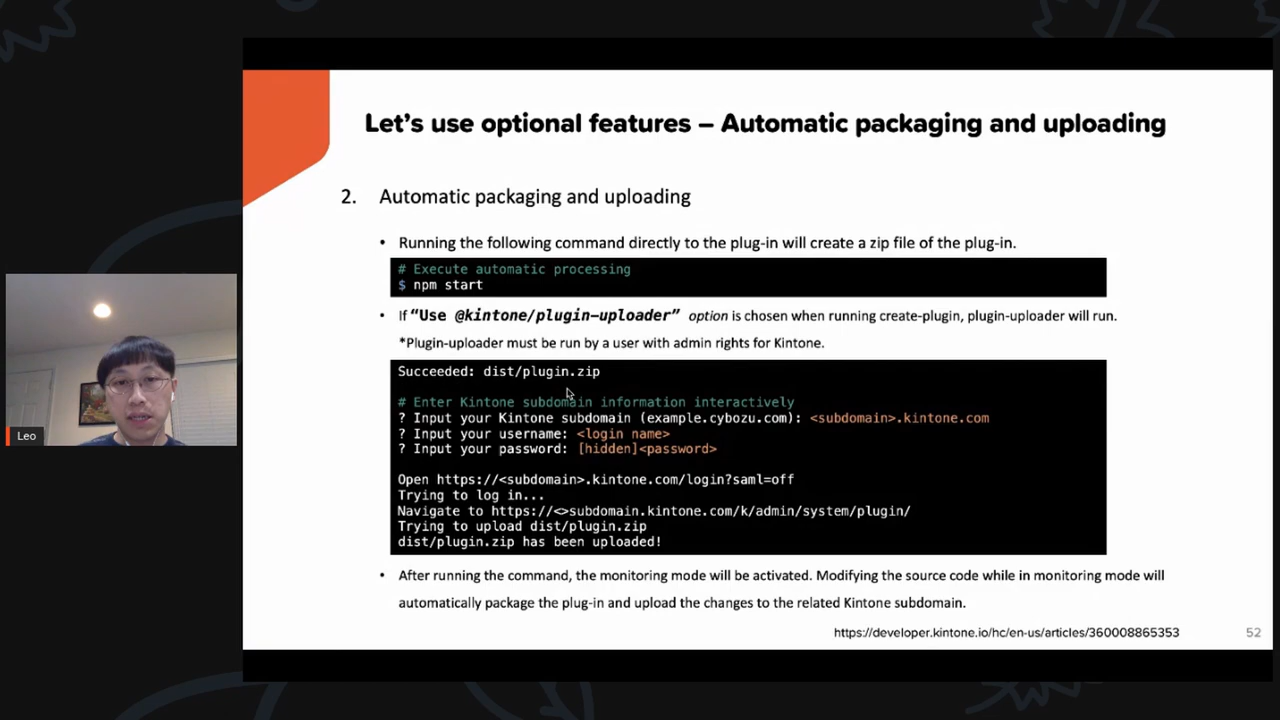 Let's use optional features – Automatic packaging and uploading
2. Automatic packaging and uploading
• Running the following command directly to the plug-in will create a zip file of the plug-in.
# Execute automatic processing
$ npm start
• If “Use @kintone/plugin-uploader” option is chosen when running create-plugin, plugin-uploader will run.
*Plugin-uploader must be run by a user with admin rights for Kintone.
Succeeded: dist/plugin.zip
# Enter Kintone subdomain information interactively
? Input your Kintone subdomain (example.cybozu.com): <subdomain>.kintone.com
? Input your username: <login name>
? Input your password: [hidden]<password>
Open https://<subdomain>.kintone.com/login?saml=off
Trying to log in...
Navigate to https://<>subdomain.kintone.com/k/admin/system/plugin/
Trying to upload dist/plugin.zip
dist/plugin.zip has been uploaded!
• After running the command, the monitoring mode will be activated. Modifying the source code while in monitoring mode will
automatically package the plug-in and upload the changes to the related Kintone subdomain.
https://developer.kintone.io/hc/en-us/articles/360008865353
52
Leo